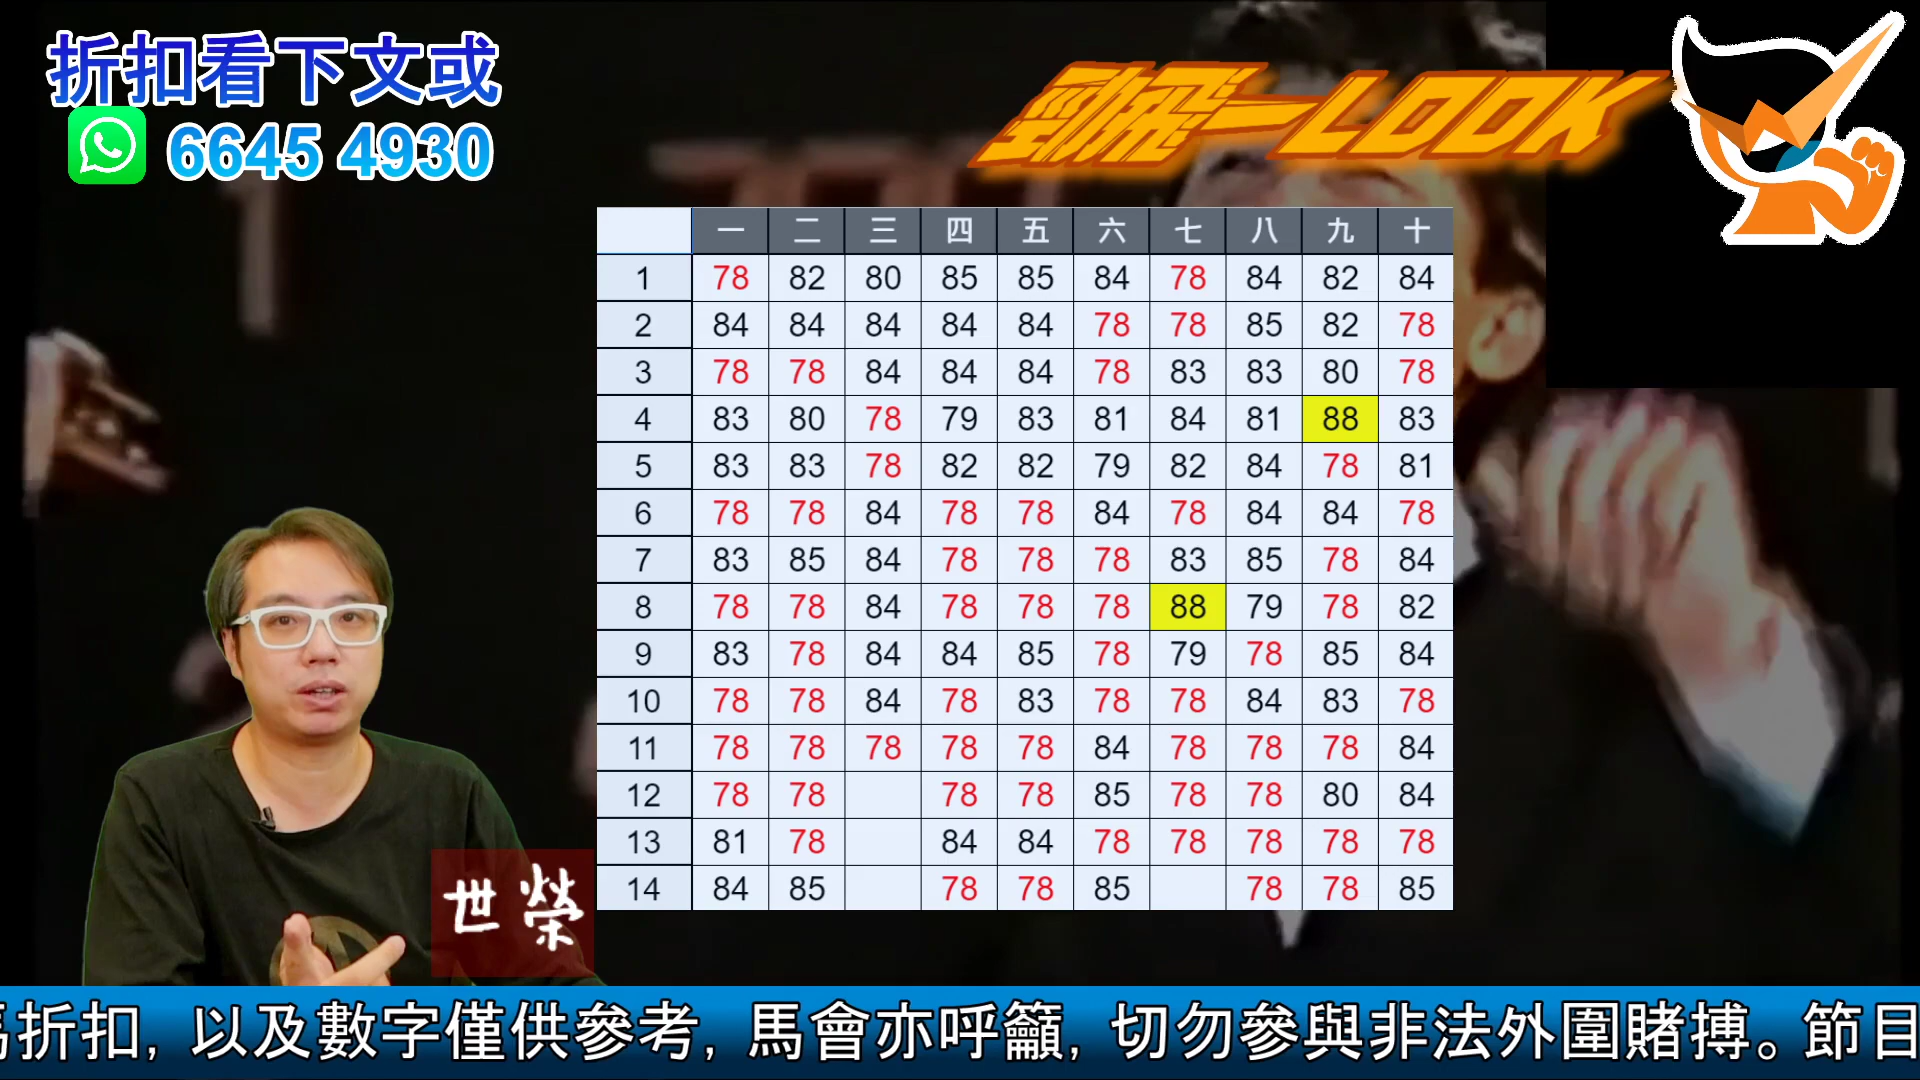 折扣看下文或
6645 4930
勁飛一LOOK
一 二 三 四 五 六 七 八 九 十
1 78 82 80 85 85 84 78 84 82 84
2 84 84 84 84 84 78 78 85 82 78
3 78 78 84 84 84 78 83 83 80 78
4 83 80 78 79 83 81 84 81 88 83
5 83 83 78 82 82 79 82 84 78 81
6 78 78 84 78 78 84 78 84 84 78
7 83 85 84 78 78 78 83 85 78 84
8 78 78 84 78 78 78 88 79 78 82
9 83 78 84 84 85 78 79 78 85 84
10 78 78 84 78 83 78 78 84 83 78
11 78 78 78 78 78 84 78 78 78 84
12 78 78 78 78 85 78 78 80 84
13 81 78 84 84 78 78 78 78 78
14 84 85 78 78 85 78 78 85
世榮
折扣, 以及數字僅供參考, 馬會亦呼籲, 切勿參與非法外圍賭搏。節目